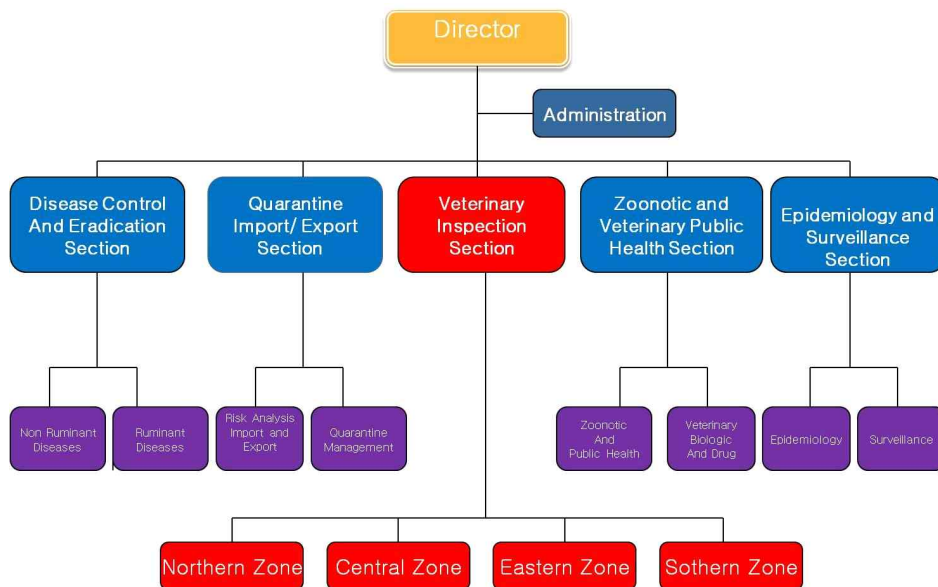 Director
Administration
Disease Control
And Eradication
Section
Quarantine
Import/ Export
Section
Veterinary
Inspection
Section
Zoonotic and
Veterinary Public
Health Section
Epidemiology and
Surveillance
Section
Non Ruminant
Diseases
Ruminant
Diseases
Risk Analysis
Import and
Export
Quarantine
Management
Zoonotic
And
Public Health
Veterinary
Biologic
And Drug
Epidemiology
Surveillance
Northern Zone
Central Zone
Eastern Zone
Sothern Zone